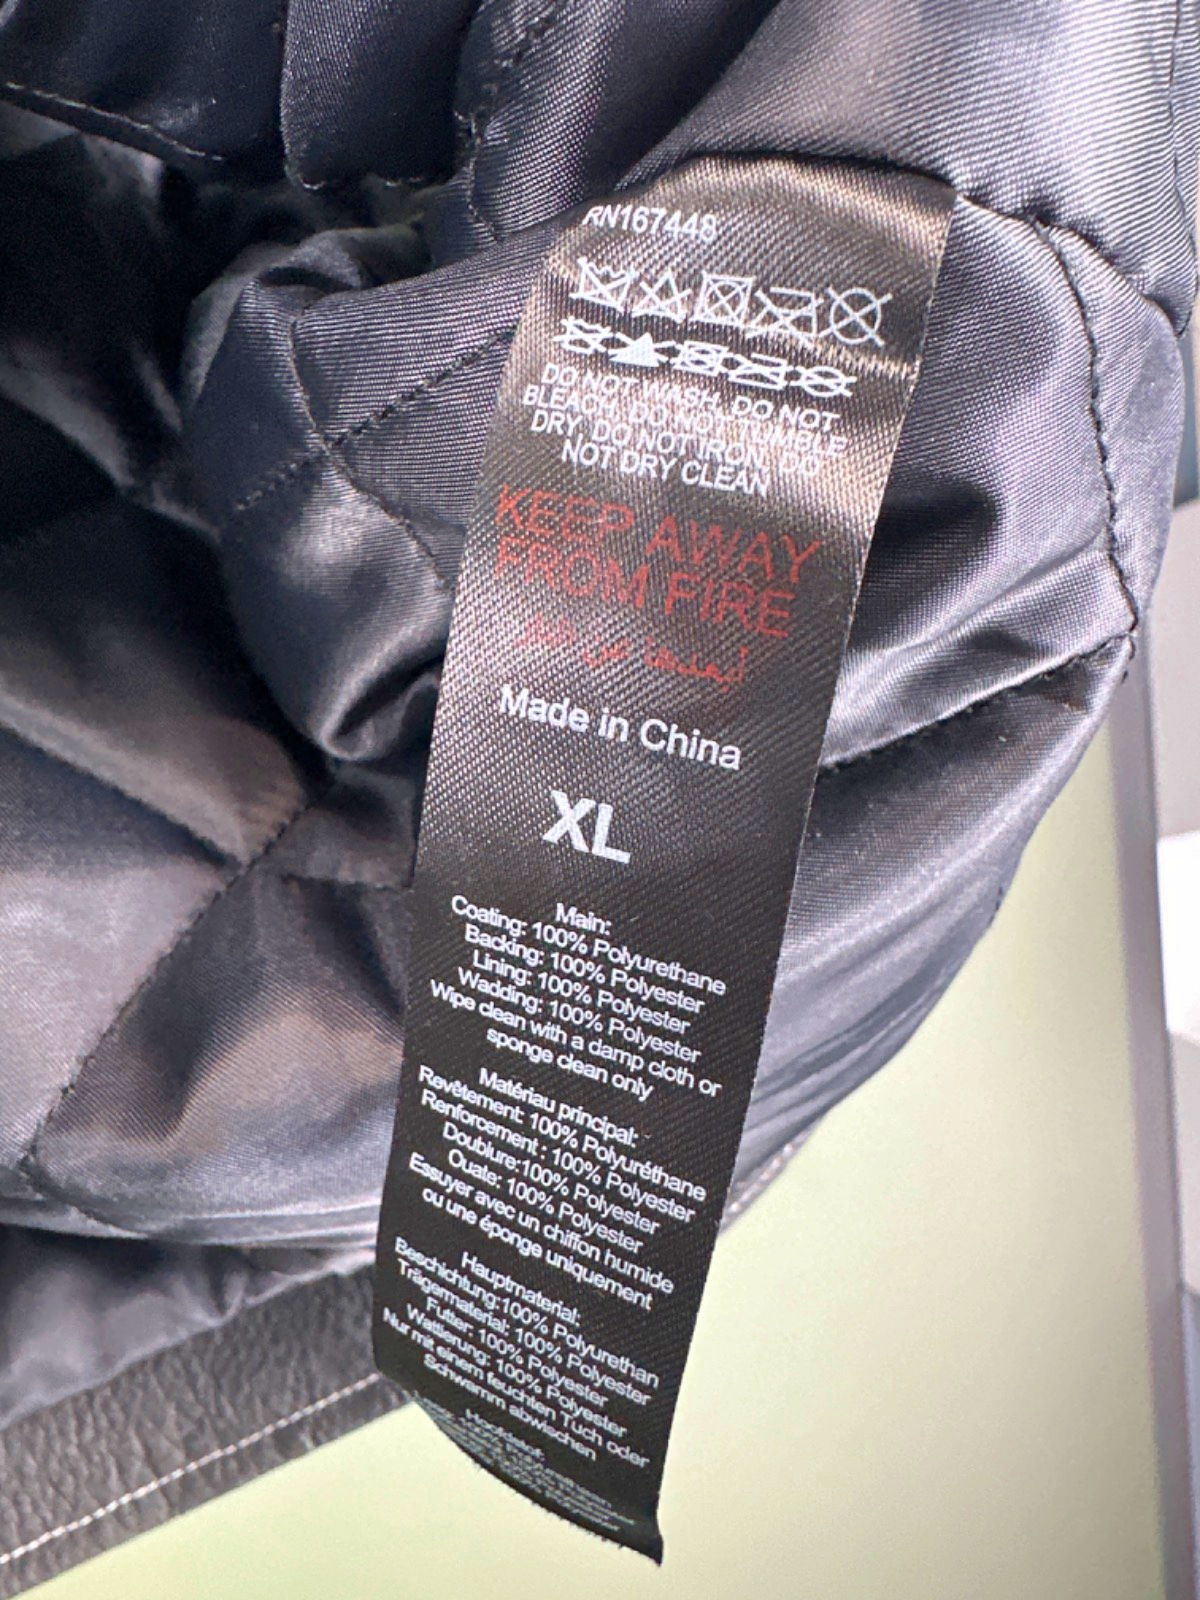 RN167448
DO NOT WASH, DO NOT
BLEACH, DO NOT TUMBLE
DRY, DO NOT IRON, DO
NOT DRY CLEAN
KEEP AWAY
FROM FIRE
Made in China
XL
Main:
Coating: 100% Polyurethane
Backing: 100% Polyester
Lining: 100% Polyester
Wadding: 100% Polyester
Wipe clean with a damp cloth or
sponge clean only
Matériau principal:
Revêtement: 100% Polyuréthane
Renforcement : 100% Polyester
Doublure:100% Polyester
Ouate: 100% Polyester
Essuyer avec un chiffon humide
ou une éponge uniquement
Hauptmaterial:
Beschichtung:100% Polyurethan
Trägermaterial: 100% Polyester
Futter: 100% Polyester
Wattierung: 100% Polyester
Nur mit einem feuchten Tuch oder
Schwamm abwischen
Hoofdstof: